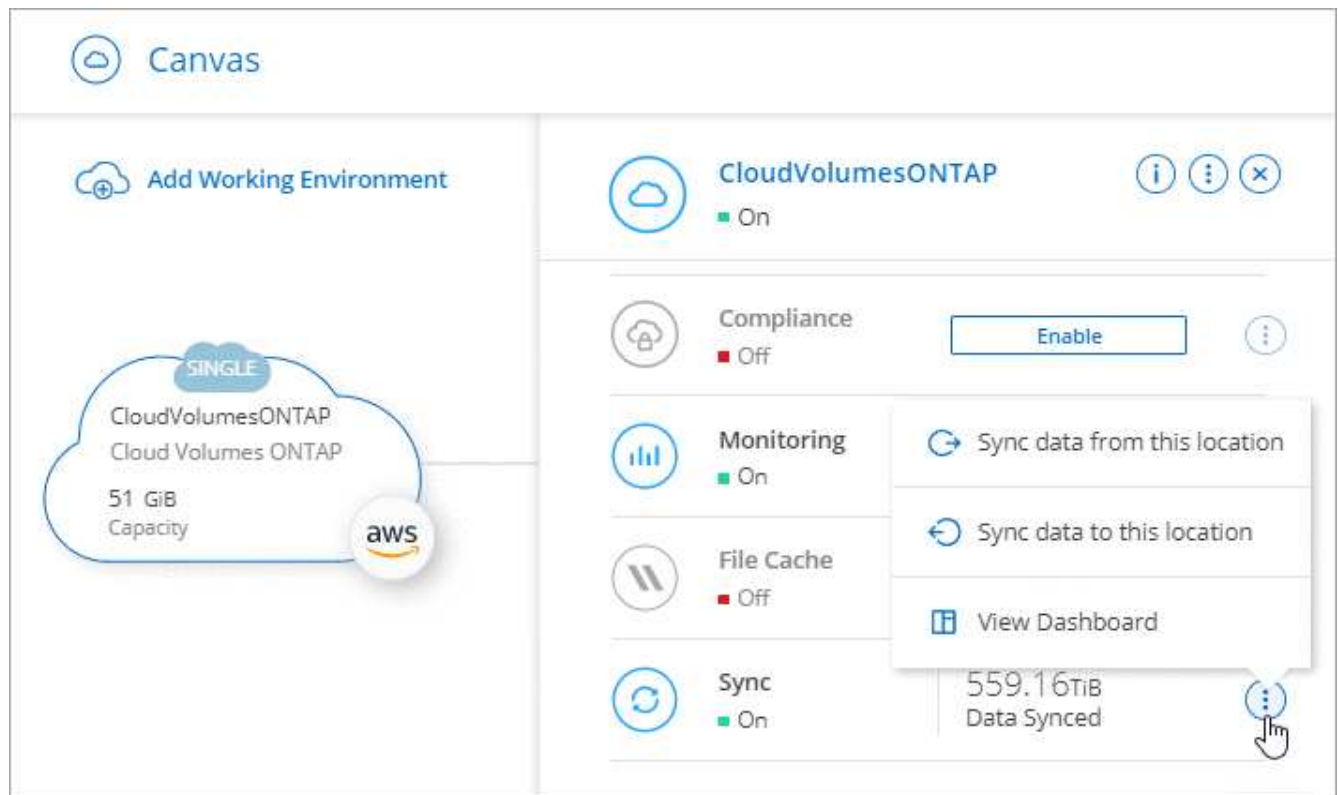 Canvas
Add Working Environment
SINGLE
CloudVolumesONTAP
Cloud Volumes ONTAP
51 GiB
Capacity
aws
CloudVolumesONTAP
On
Compliance
Off
Enable
Monitoring
On
File Cache
Off
Sync
On
559.16TiB
Data Synced
Sync data from this location
Sync data to this location
View Dashboard